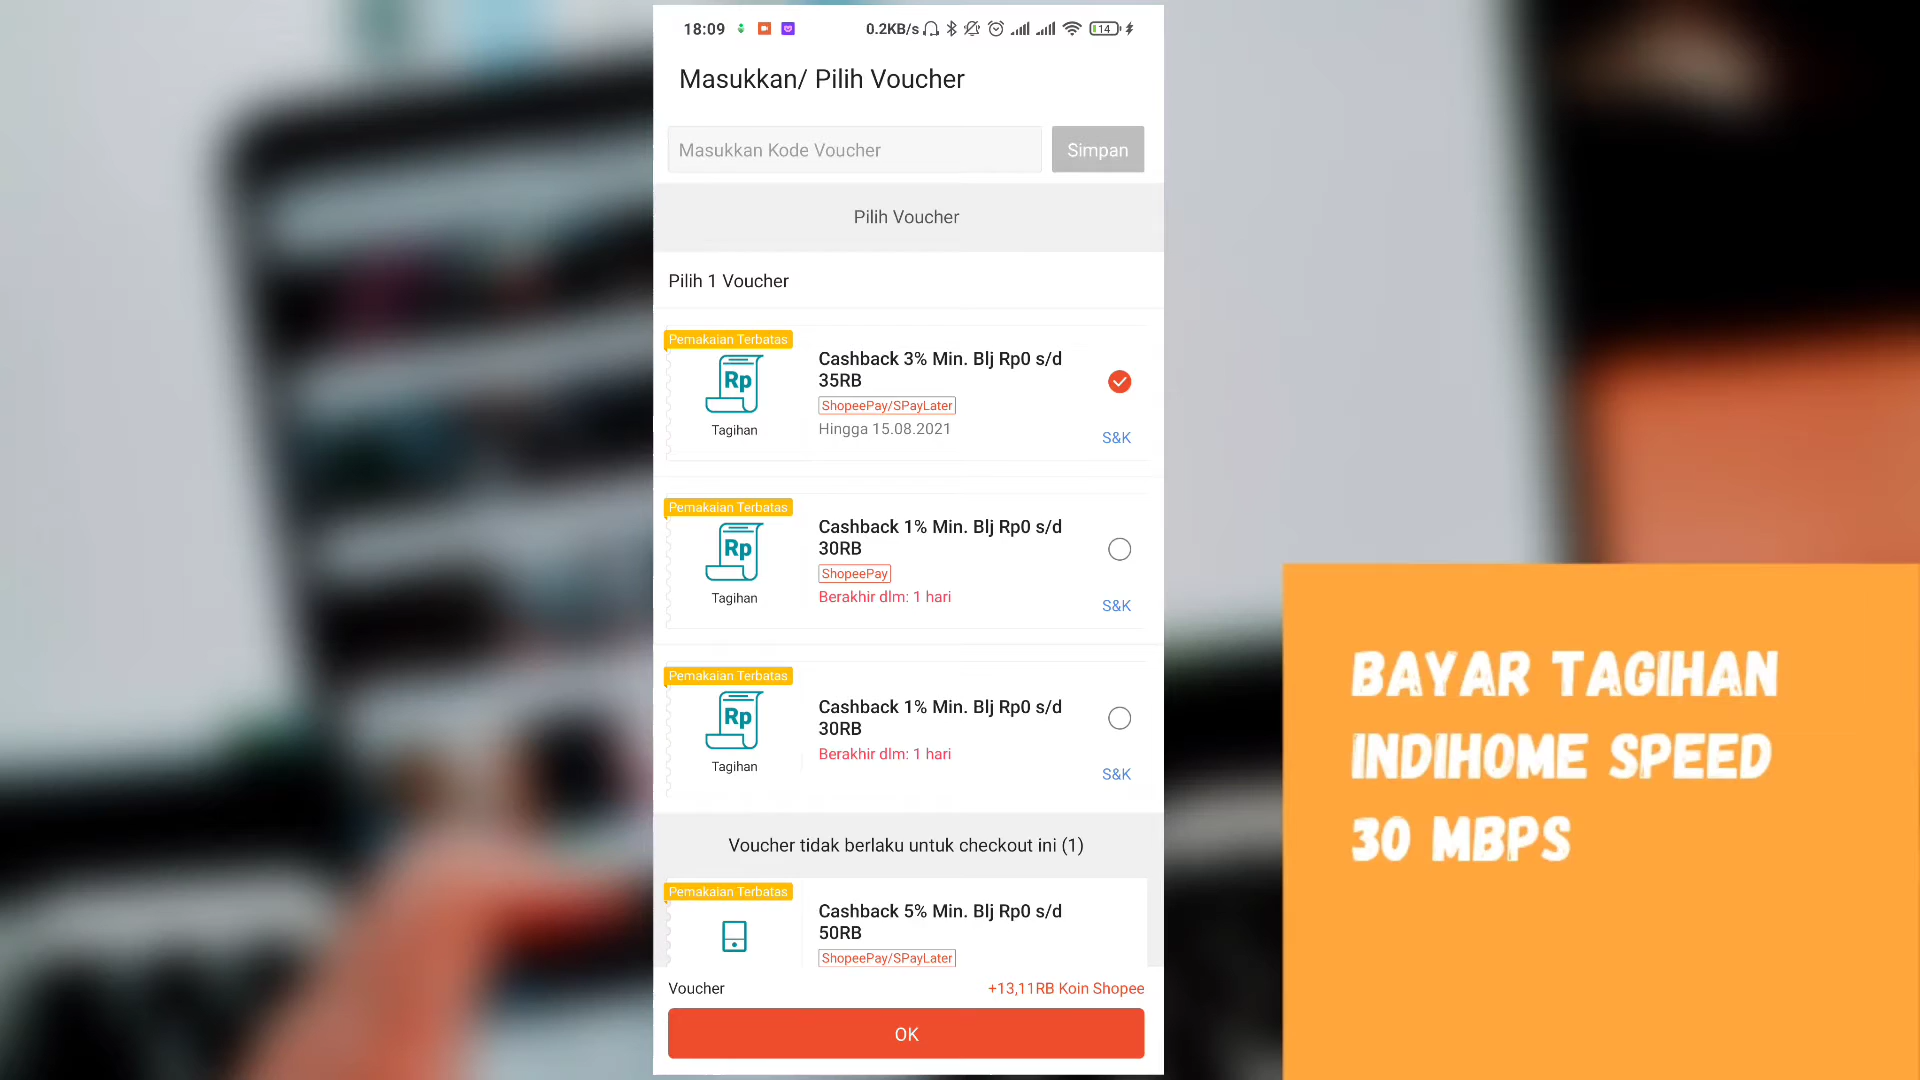 18:09
0.2KB/s
14
Masukkan/ Pilih Voucher
Masukkan Kode Voucher
Simpan
Pilih Voucher
Pilih 1 Voucher
Pemakaian Terbatas
Rp
Tagihan
Cashback 3% Min. Blj Rp0 s/d
35RB
ShopeePay/SPayLater
Hingga 15.08.2021
S&K
Pemakaian Terbatas
Rp
Tagihan
Cashback 1% Min. Blj Rp0 s/d
30RB
ShopeePay
Berakhir dlm: 1 hari
S&K
Pemakaian Terbatas
Rp
Tagihan
Cashback 1% Min. Blj Rp0 s/d
30RB
Berakhir dlm: 1 hari
S&K
Voucher tidak berlaku untuk checkout ini (1)
Pemakaian Terbatas
Cashback 5% Min. Blj Rp0 s/d
50RB
ShopeePay/SPayLater
Voucher
+13,11RB Koin Shopee
OK
BAYAR TAGIHAN
INDIHOME SPEED
30 MBPS